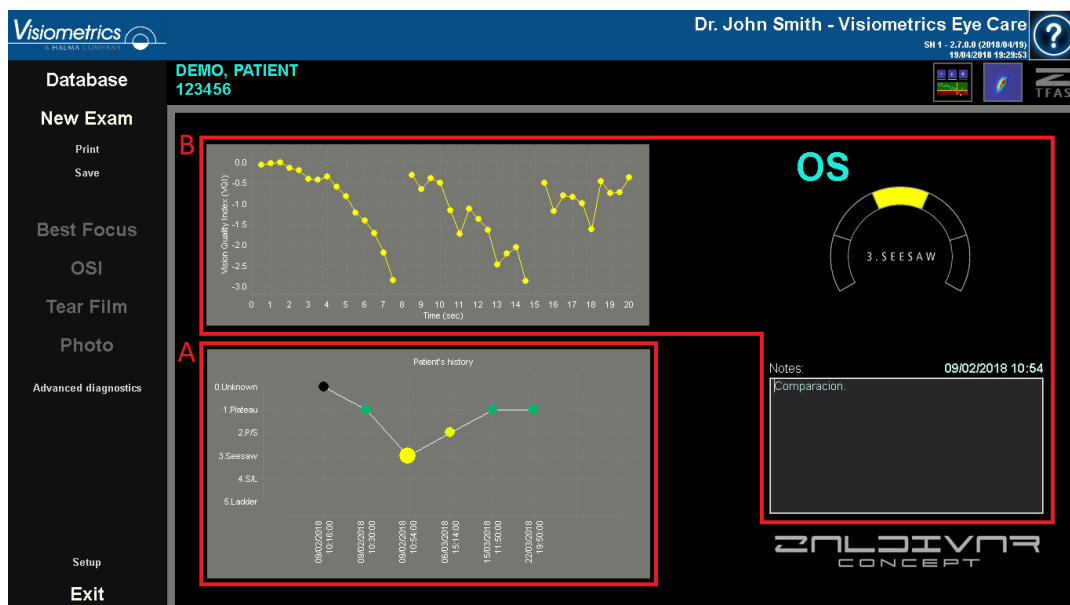 Visiometrics
A HALMA COMPANY
Dr. John Smith - Visiometrics Eye Care
SN 1 - 2.7.0.0 (2018/04/19)
19/04/2018 19:29:53
?
Database
New Exam
Print
Save
Best Focus
OSI
Tear Film
Photo
Advanced diagnostics
Setup
Exit
DEMO, PATIENT
123456
Z
TFAS
B
Vision Quality Index (VQI)
0.0
-0.5
-1.0
-1.5
-2.0
-2.5
-3.0
0 1 2 3 4 5 6 7 8 9 10 11 12 13 14 15 16 17 18 19 20
Time (sec)
OS
3.SEESAW
A
Patient's history
0.Unknown
1.Plateau
2.P/S
3.Seesaw
4.S/L
5.Ladder
09/02/2018 10:16:00
09/02/2018 10:30:00
09/02/2018 10:54:00
06/03/2018 15:14:00
15/03/2018 11:50:00
22/03/2018 19:50:00
Notes: 09/02/2018 10:54
Comparacion.
ZALDIVAR
CONCEPT